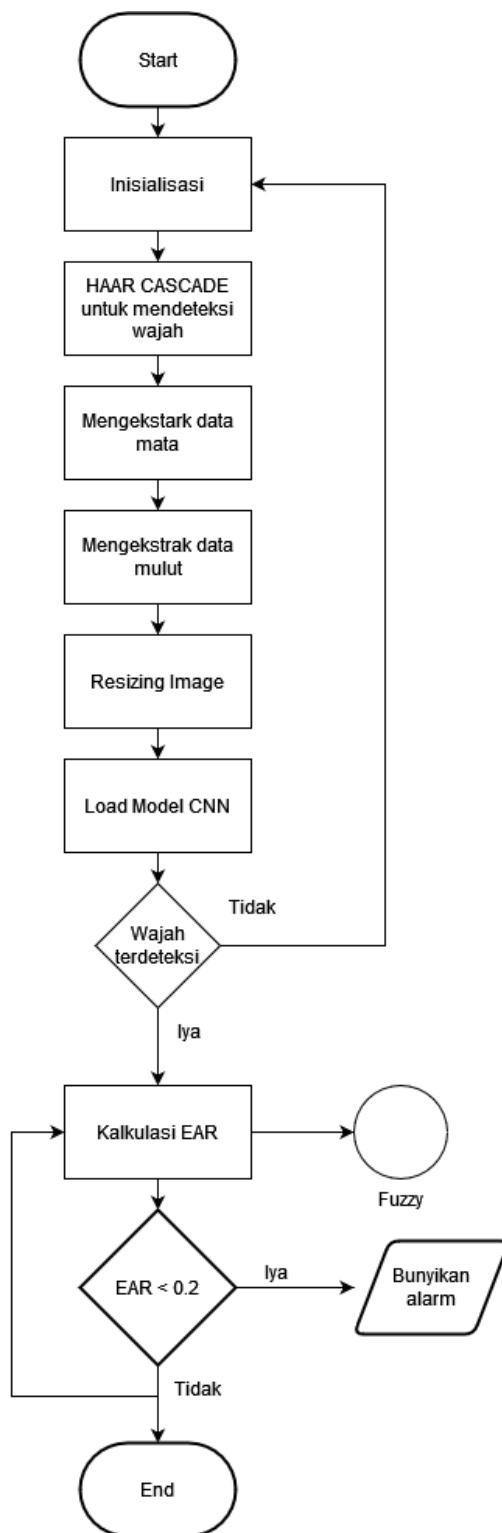 Start
Inisialisasi
HAAR CASCADE
untuk mendeteksi
wajah
Mengekstark data
mata
Mengekstrak data
mulut
Resizing Image
Load Model CNN
Tidak
Wajah
terdeteksi
Iya
Kalkulasi EAR
Fuzzy
EAR < 0.2
Iya
Bunyikan
alarm
Tidak
End